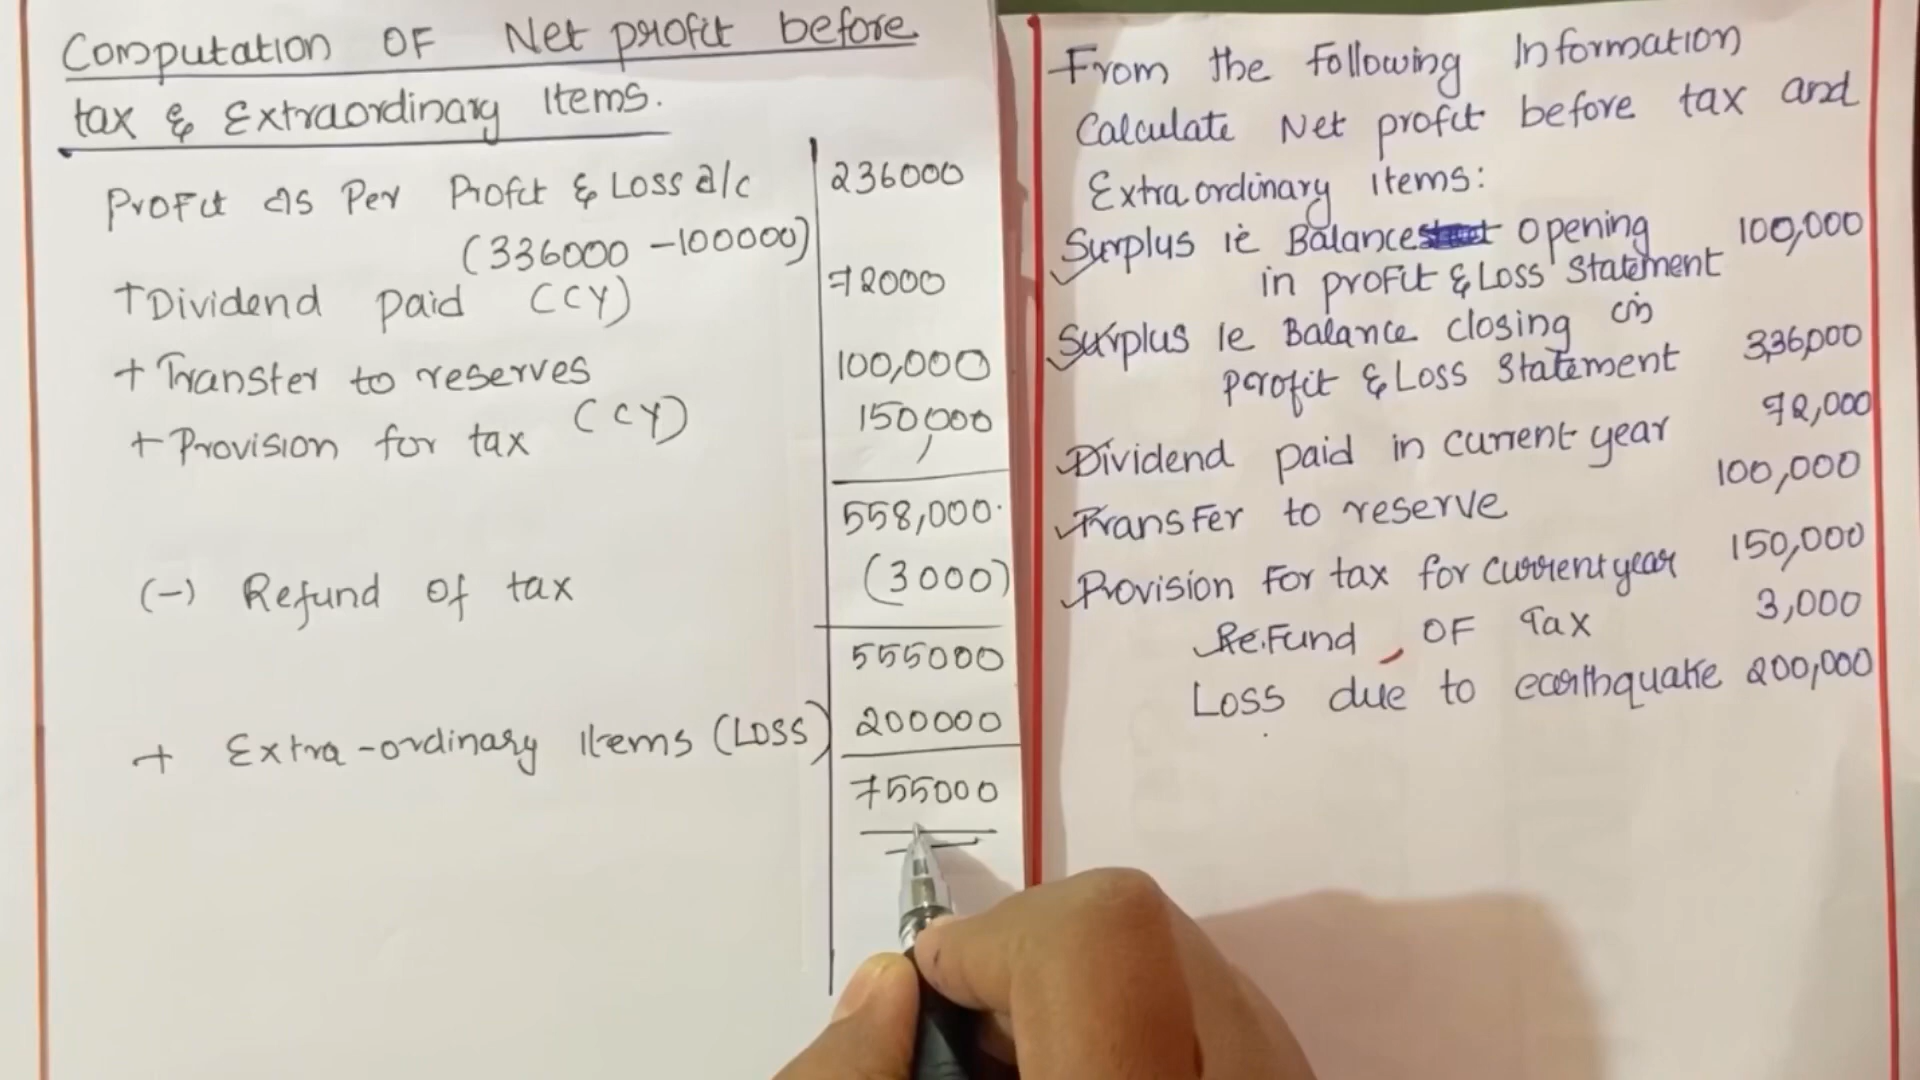 Computation OF Net profit before
tax & Extraordinary Items.
Profit as Per Profit & Loss a/c 236000
(336000 - 100000)
+ Dividend paid (CY) 72000
+ Transfer to reserves 100,000
+ Provision for tax (CY) 150,000
558,000
(-) Refund of tax (3000)
555000
+ Extra-ordinary Items (Loss) 200000
755000
From the following Information
Calculate Net profit before tax and
Extra ordinary items:
Surplus ie Balance opening 100,000
in profit & Loss Statement
Surplus ie Balance closing in
profit & Loss Statement 336,000
Dividend paid in current year 72,000
Transfer to reserve 100,000
Provision for tax for current year 150,000
Refund OF Tax 3,000
Loss due to earthquake 200,000